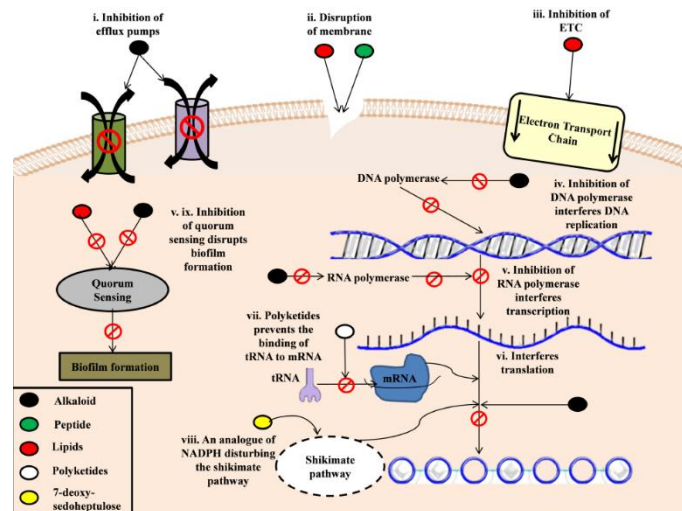 i. Inhibition of
efflux pumps
ii. Disruption
of membrane
iii. Inhibition of
ETC
Electron Transport
Chain
DNA polymerase
iv. Inhibition of
DNA polymerase
interferes DNA
replication
v. ix. Inhibition
of quorum
sensing disrupts
biofilm
formation
Quorum
Sensing
Biofilm formation
RNA polymerase
v. Inhibition of
RNA polymerase
interferes
transcription
vii. Polyketides
prevents the
binding of
tRNA to mRNA
tRNA
mRNA
vi. Interferes
translation
viii. An analogue of
NADPH disturbing
the shikimate
pathway
Shikimate
pathway
Alkaloid
Peptide
Lipids
Polyketides
7-deoxy-
sedoheptulose